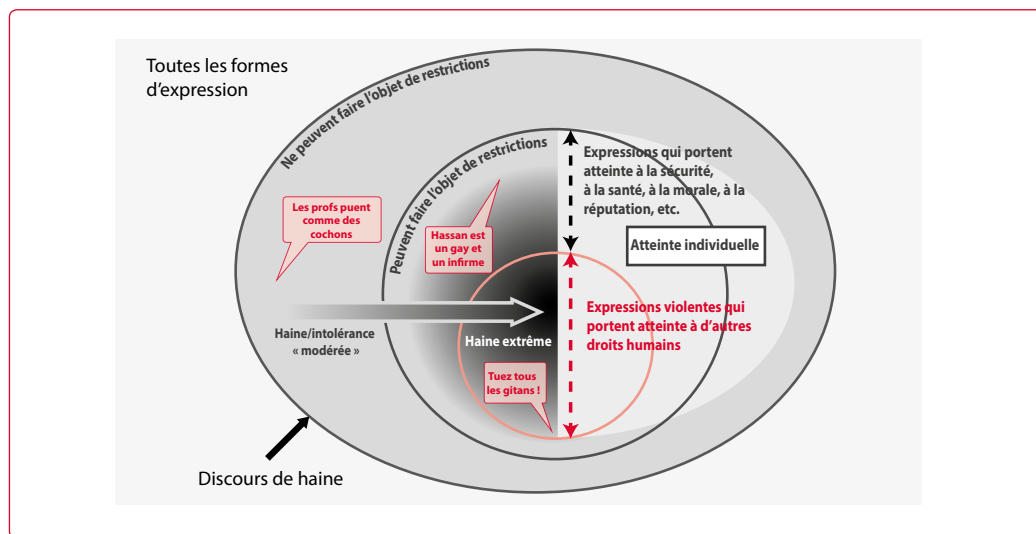 Toutes les formes
d'expression
Ne peuvent faire l'objet de restrictions
Peuvent faire l'objet de restrictions
Expressions qui portent
atteinte à la sécurité,
à la santé, à la morale, à la
réputation, etc.
Les profs puent
comme des
cochons
Hassan est
un gay et
un infirme
Atteinte individuelle
Expressions violentes qui
portent atteinte à d'autres
droits humains
Haine/intolérance
« modérée »
Haine extrême
Tuez tous
les gitans !
Discours de haine